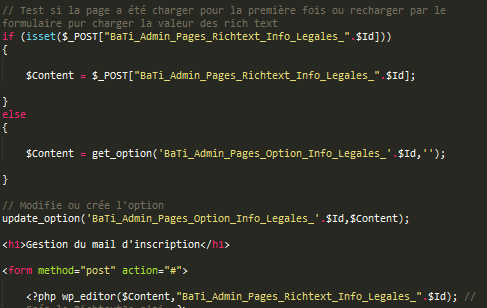 // Test si la page a été charger pour la première fois ou recharger par le
formulaire pur charger la valeur des rich text
if (isset($_POST["BaTi_Admin_Pages_Richtext_Info_Legales_".$Id]))
{
$Content = $_POST["BaTi_Admin_Pages_Richtext_Info_Legales_".$Id];
}
else
{
$Content = get_option('BaTi_Admin_Pages_Option_Info_Legales_'.$Id,'');
}
// Modifie ou crée l'option
update_option('BaTi_Admin_Pages_Option_Info_Legales_'.$Id,$Content);
<h1>Gestion du mail d'inscription</h1>
<form method="post" action="#">
<?php wp_editor($Content,"BaTi_Admin_Pages_Richtext_Info_Legales_".$Id); //